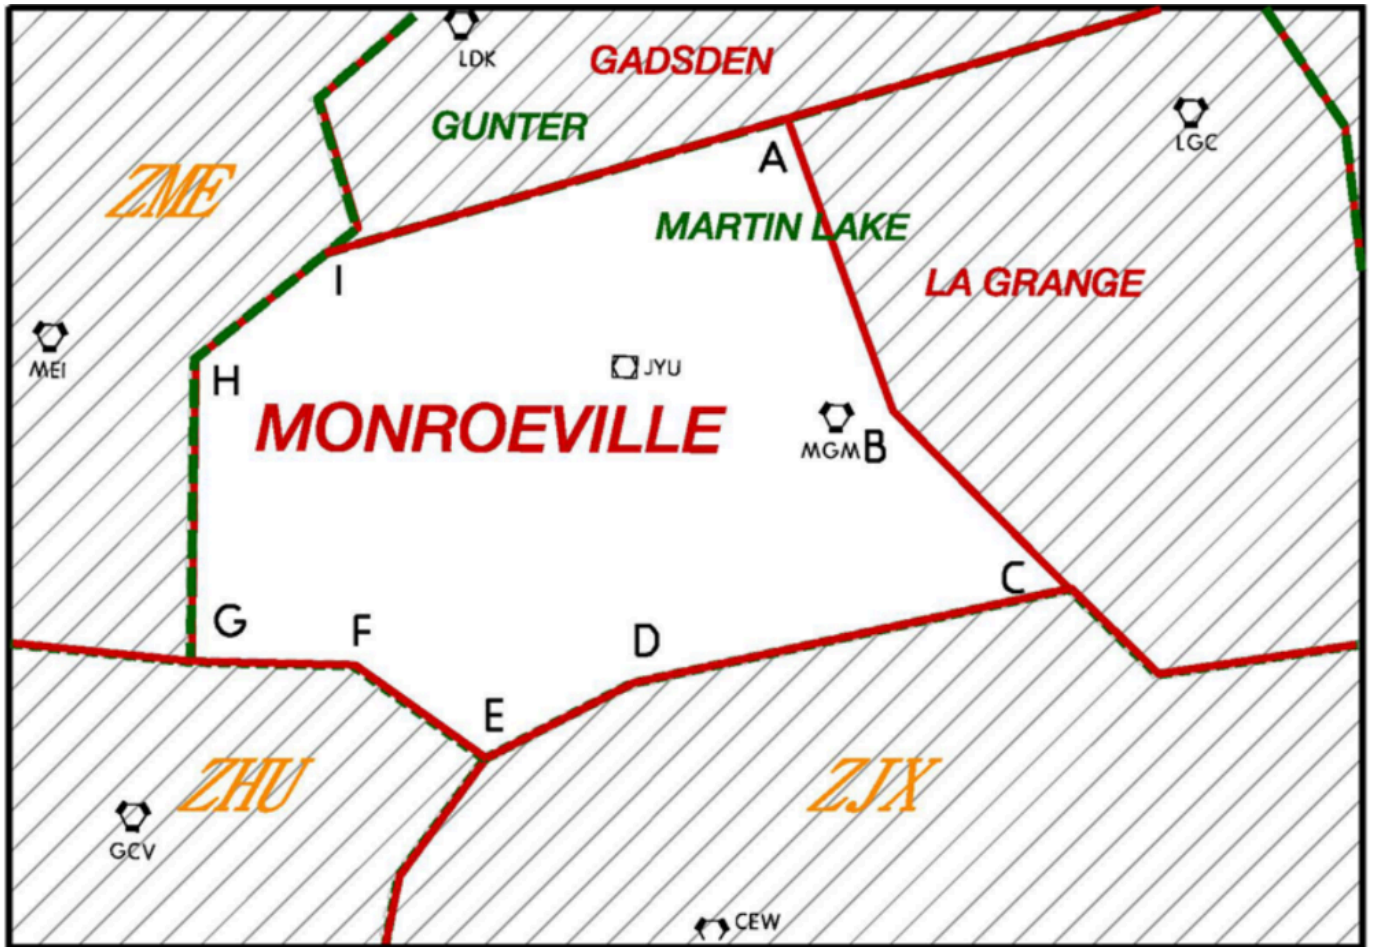 LDK
GADSDEN
GUNTER
LGC
A
ZME
MARTIN LAKE
I
LA GRANGE
MEI
H
JYU
MONROEVILLE
MGM
B
C
G
F
D
E
ZHU
ZJX
GCV
CEW